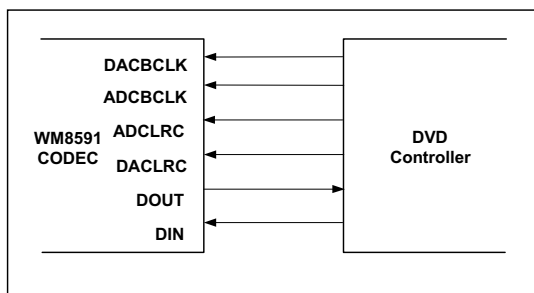 DACBCLK
ADCBCLK
ADCLRC
WM8591
CODEC
DACLRC
DOUT
DIN
DVD
Controller